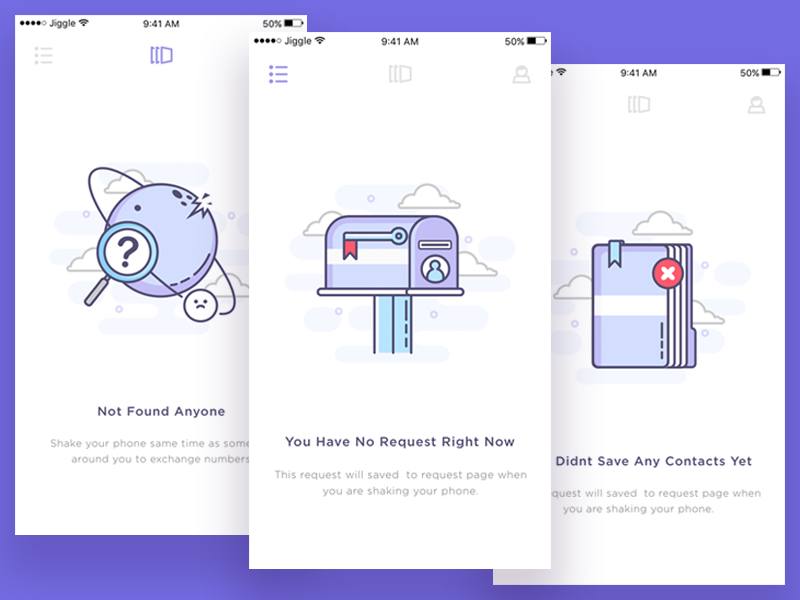 Jiggle 9:41 AM 50%
Not Found Anyone
?
Shake your phone same time as
around you to exchange numbers
Jiggle 9:41 AM 50%
You Have No Request Right Now
This request will saved to request page when
you are shaking your phone.
9:41 AM 50%
Didnt Save Any Contacts Yet
will saved to request page when
you are shaking your phone.